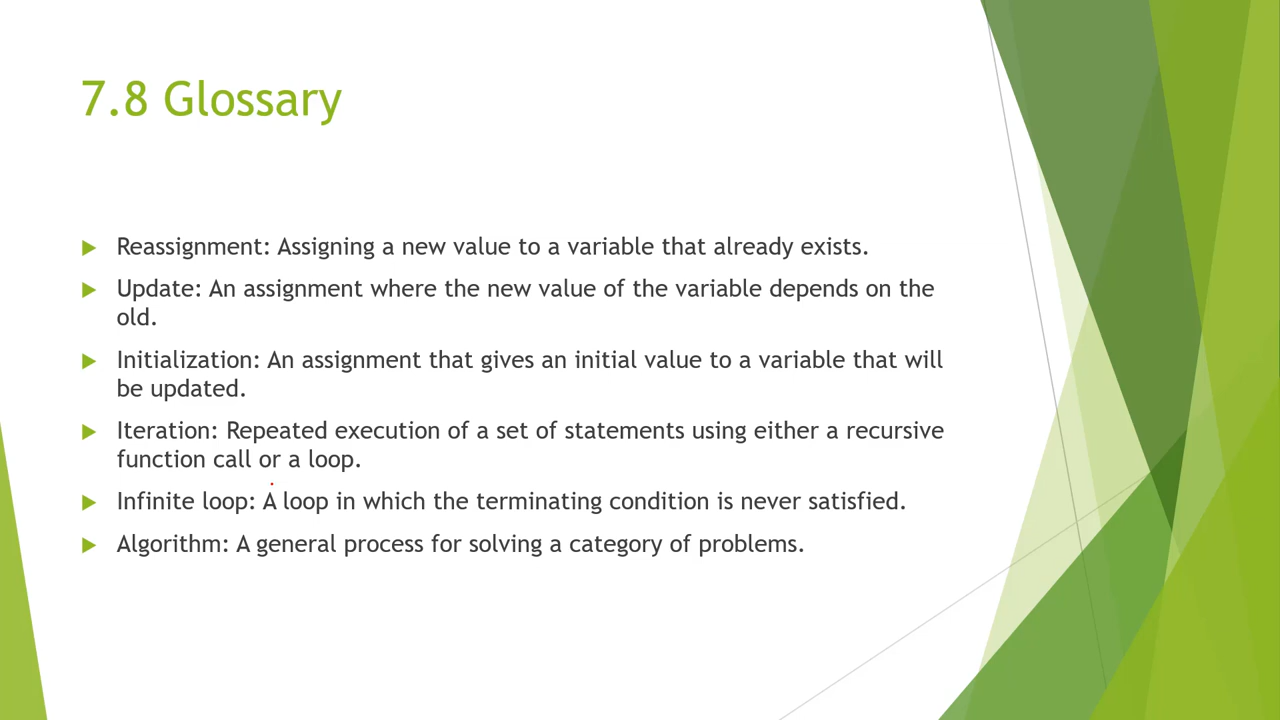 7.8 Glossary
Reassignment: Assigning a new value to a variable that already exists.
Update: An assignment where the new value of the variable depends on the
old.
Initialization: An assignment that gives an initial value to a variable that will
be updated.
Iteration: Repeated execution of a set of statements using either a recursive
function call or a loop.
Infinite loop: A loop in which the terminating condition is never satisfied.
Algorithm: A general process for solving a category of problems.